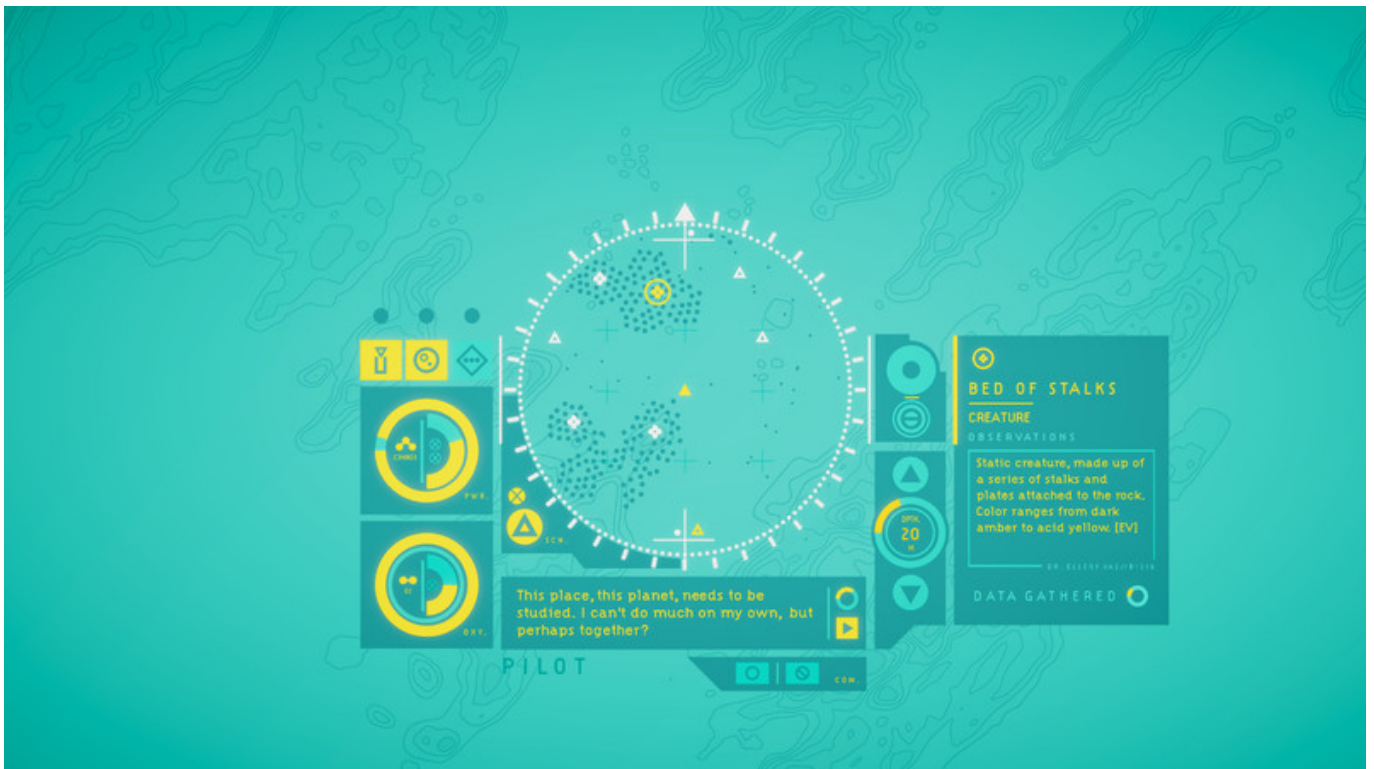 BED OF STALKS
CREATURE
OBSERVATIONS
Static creature, made up of
a series of stalks and
plates attached to the rock.
Color ranges from dark
amber to acid yellow. [EV]
DATA GATHERED
PWR.
OXY.
SCN.
DPTH.
20
M
This place, this planet, needs to be
studied. I can't do much on my own, but
perhaps together?
PILOT
COM.